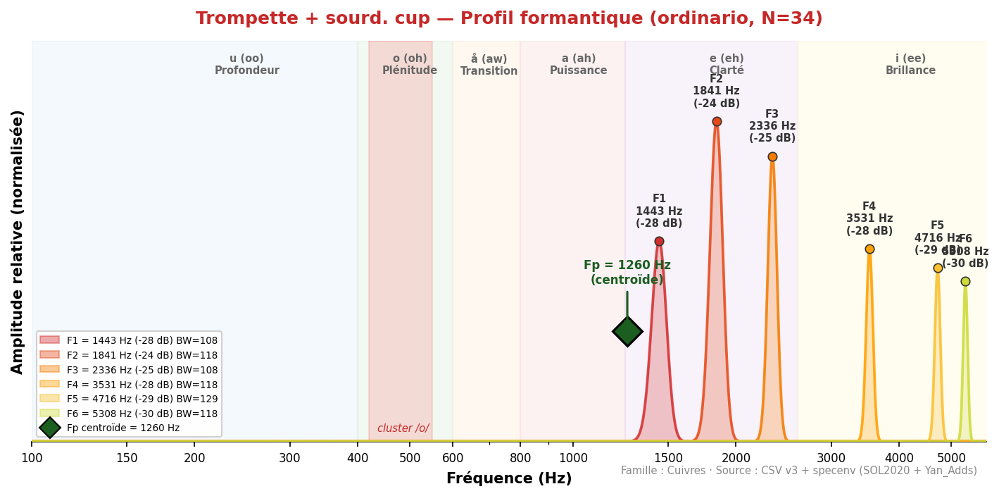 Trompette + sourd. cup — Profil formantique (ordinario, N=34)
u (oo)
Profondeur
o (oh)
Plénitude
å (aw)
Transition
a (ah)
Puissance
e (eh)
Clarté
i (ee)
Brillance
F1
1443 Hz
(-28 dB)
F2
1841 Hz
(-24 dB)
F3
2336 Hz
(-25 dB)
F4
3531 Hz
(-28 dB)
F5
4716 Hz
(-29 dB)
F6
5308 Hz
(-30 dB)
Fp = 1260 Hz
(centroïde)
cluster /o/
Amplitude relative (normalisée)
F1 = 1443 Hz (-28 dB) BW=108
F2 = 1841 Hz (-24 dB) BW=118
F3 = 2336 Hz (-25 dB) BW=108
F4 = 3531 Hz (-28 dB) BW=118
F5 = 4716 Hz (-29 dB) BW=129
F6 = 5308 Hz (-30 dB) BW=118
Fp centroïde = 1260 Hz
100 150 200 300 400 500 600 800 1000 1500 2000 3000 4000 5000
Fréquence (Hz)
Famille : Cuivres · Source : CSV v3 + specenv (SOL2020 + Yan_Adds)